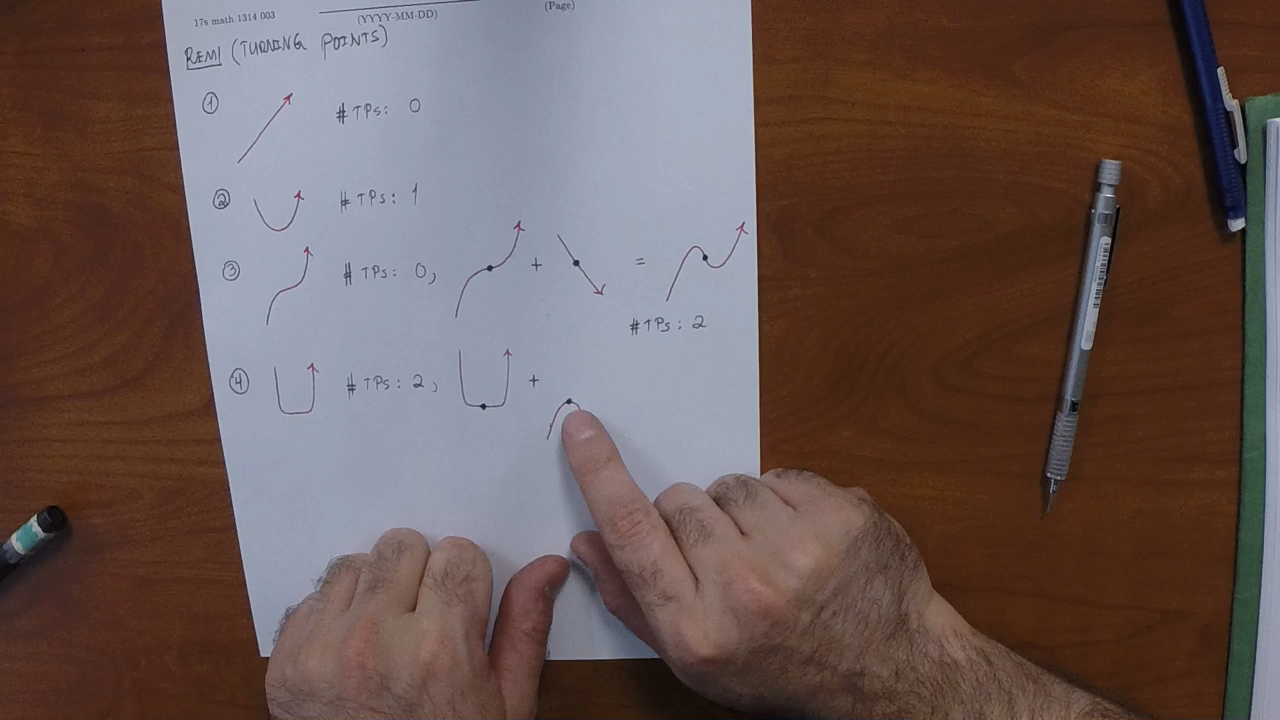 17s math 1314 003
(YYYY-MM-DD)
(Page)
REM (TURNING POINTS)
① # TPs: 0
② # TPs: 1
③ # TPs: 0, + =
# TPs: 2
④ # TPs: 2, +